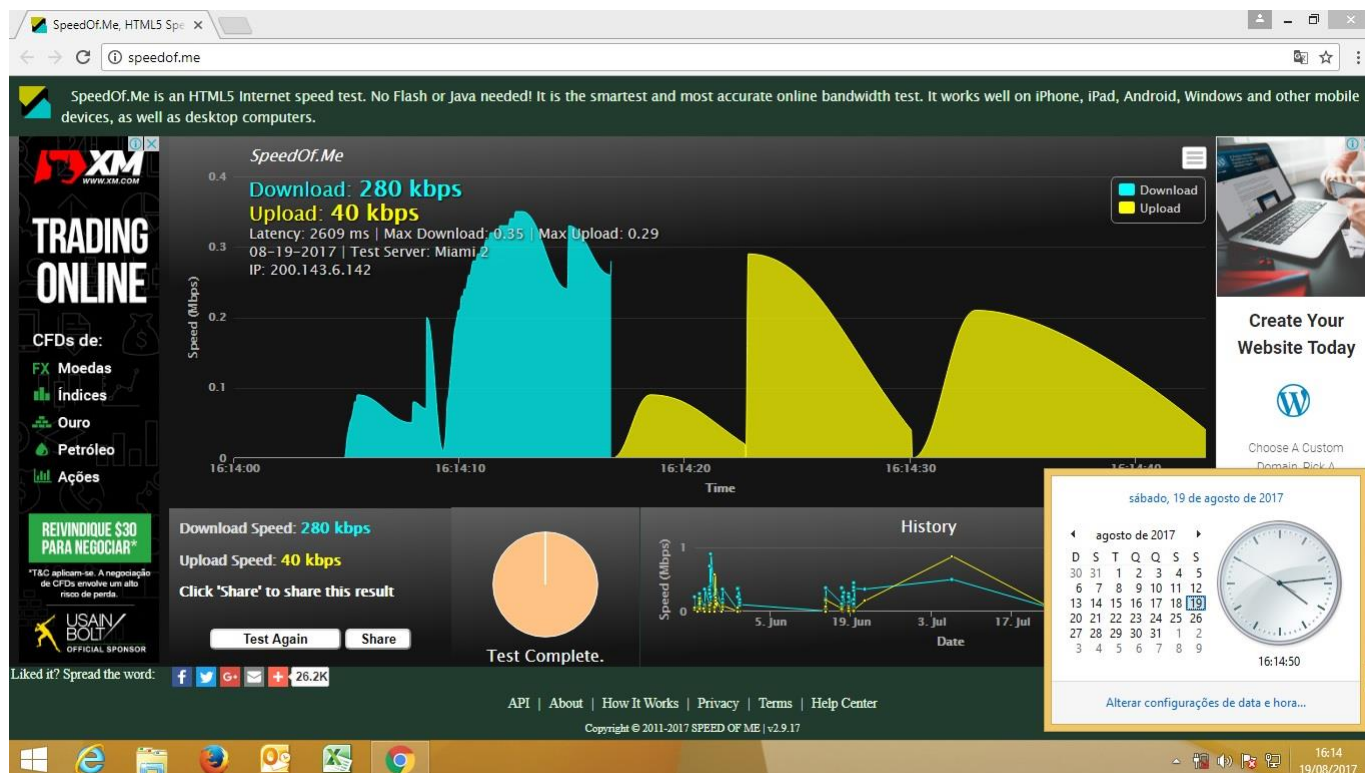 SpeedOf.Me, HTML5 Spe
speedof.me
SpeedOf.Me is an HTML5 Internet speed test. No Flash or Java needed! It is the smartest and most accurate online bandwidth test. It works well on iPhone, iPad, Android, Windows and other mobile
devices, as well as desktop computers.
XM
WWW.XM.COM
TRADING
ONLINE
CFDs de:
FX Moedas
Índices
Ouro
Petróleo
Ações
REIVINDIQUE $30
PARA NEGOCIAR*
*T&C aplicam-se. A negociação
de CFDs envolve um alto
risco de perda.
USAIN
BOLT
OFFICIAL SPONSOR
SpeedOf.Me
Download: 280 kbps
Upload: 40 kbps
Latency: 2609 ms | Max Download: 0.35 | Max Upload: 0.29
08-19-2017 | Test Server: Miami 2
IP: 200.143.6.142
Download
Upload
Speed (Mbps)
0.4
0.3
0.2
0.1
0
16:14:00 16:14:10 16:14:20 16:14:30 16:14:40
Time
Create Your
Website Today
Choose A Custom
Domain, Pick A
Download Speed: 280 kbps
Upload Speed: 40 kbps
Click 'Share' to share this result
Test Again Share
Test Complete.
History
Speed (Mbps)
1
0
5. Jun 19. Jun 3. Jul 17. Jul
Date
sábado, 19 de agosto de 2017
agosto de 2017
D S T Q Q S S
30 31 1 2 3 4 5
6 7 8 9 10 11 12
13 14 15 16 17 18 19
20 21 22 23 24 25 26
27 28 29 30 31 1 2
3 4 5 6 7 8 9
16:14:50
Alterar configurações de data e hora...
Liked it? Spread the word:
26.2K
API | About | How It Works | Privacy | Terms | Help Center
Copyright © 2011-2017 SPEED OF ME | v2.9.17
16:14
19/08/2017